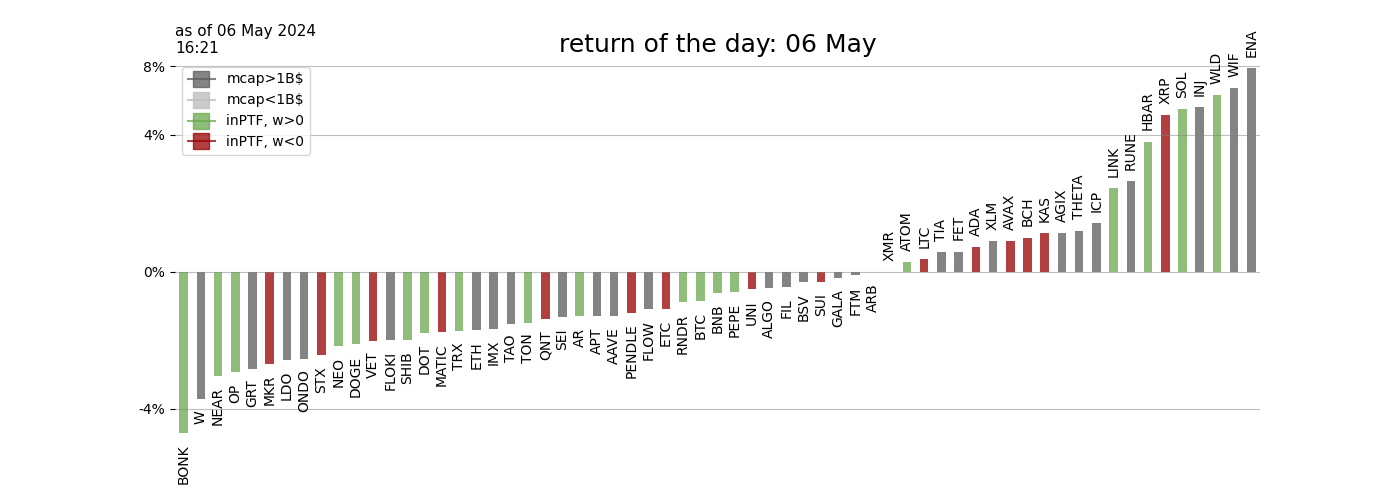 as of 06 May 2024
16:21
return of the day: 06 May
8%
4%
0%
-4%
mcap>1B$
mcap<1B$
inPTF, w>0
inPTF, w<0
BONK
W
NEAR
OP
GRT
MKR
LDO
ONDO
STX
NEO
DOGE
VET
FLOKI
SHIB
DOT
MATIC
TRX
ETH
IMX
TAO
TON
QNT
SEI
AR
APT
AAVE
PENDLE
FLOW
ETC
RNDR
BTC
BNB
PEPE
UNI
ALGO
FIL
BSV
SUI
GALA
FTM
ARB
XMR
ATOM
LTC
TIA
FET
ADA
XLM
AVAX
BCH
KAS
AGIX
THETA
ICP
LINK
RUNE
HBAR
XRP
SOL
INJ
WLD
WIF
ENA